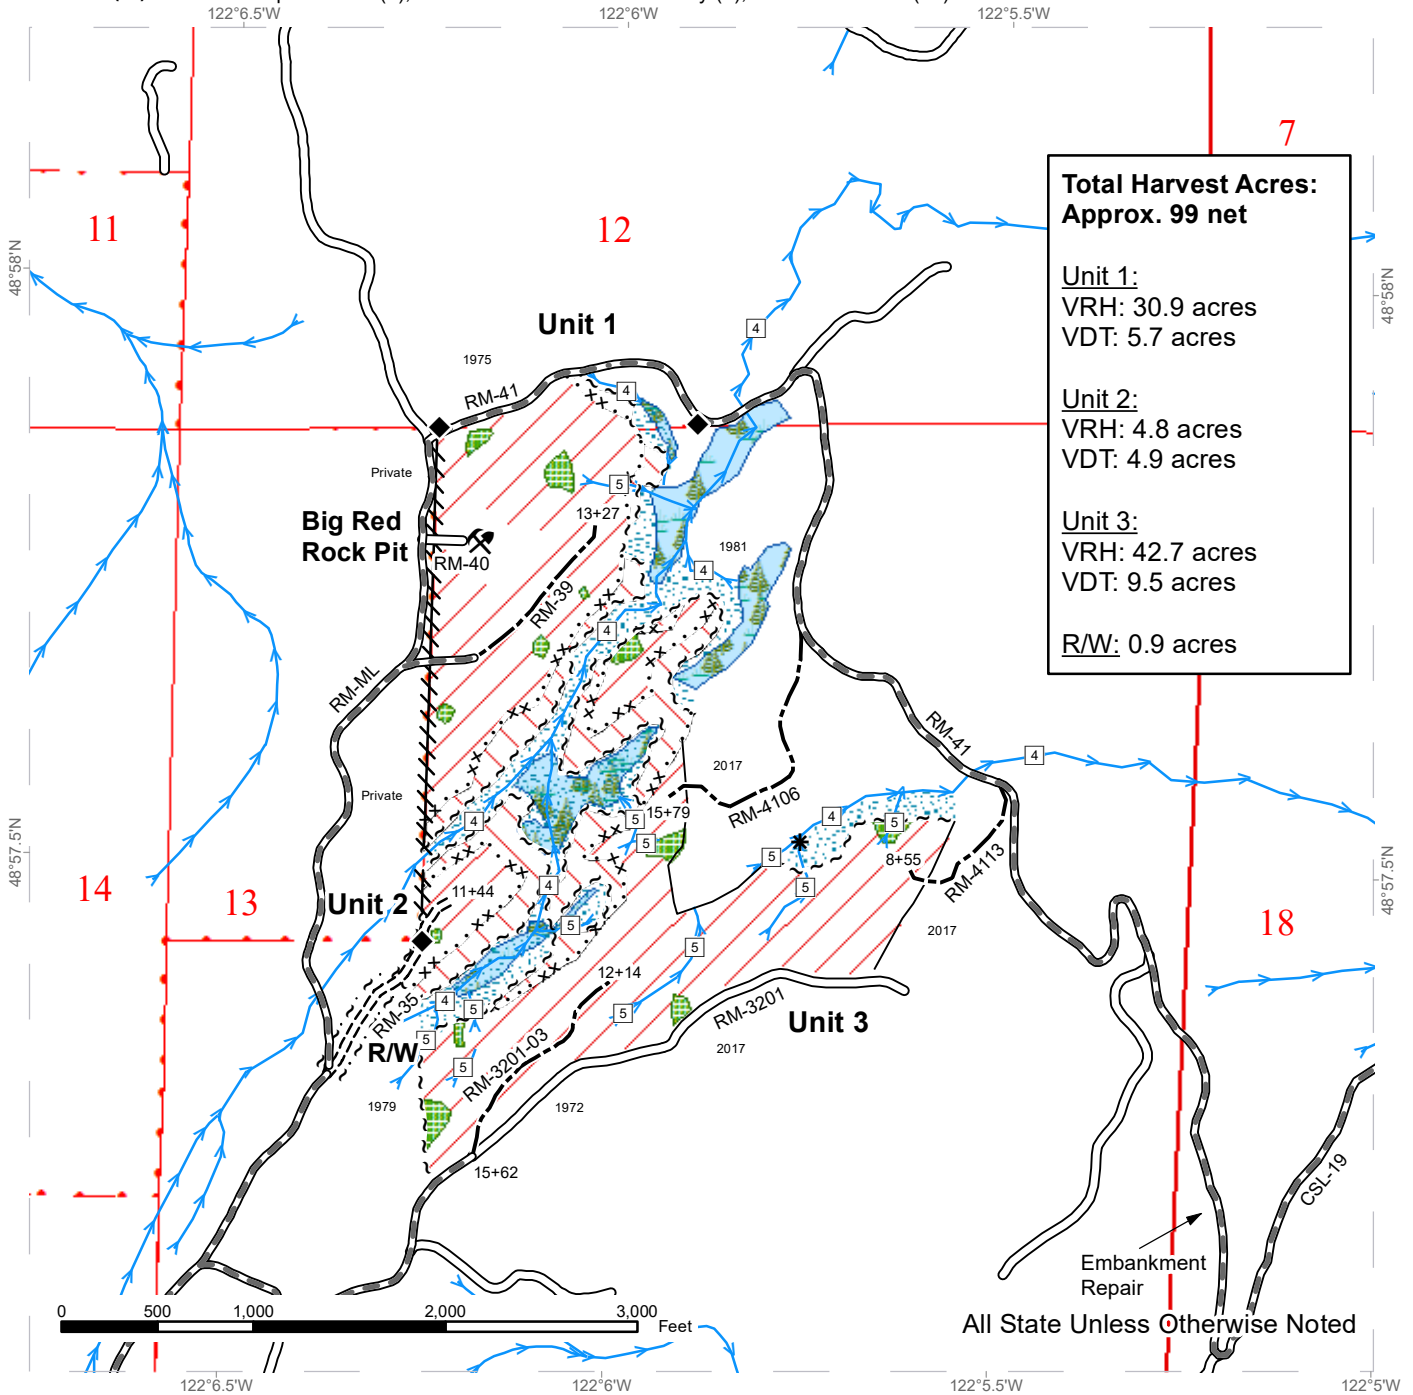 122°6.5'W
122°6'W
122°5.5'W
7
Total Harvest Acres:
Approx. 99 net
Unit 1:
VRH: 30.9 acres
VDT: 5.7 acres
Unit 2:
VRH: 4.8 acres
VDT: 4.9 acres
Unit 3:
VRH: 42.7 acres
VDT: 9.5 acres
R/W: 0.9 acres
11
12
48°58'N
48°58'N
4
Unit 1
1975
RM-41
4
Private
5
Big Red
Rock Pit
13+27
RM-40
1981
4
RM-39
4
RM-ML
RM-41
4
2017
Private
RM-4106
15+79
4
5
5
4
5
48°57.5'N
48°57.5'N
5
8+55
RM-4113
5
14
13
Unit 2
11+44
4
5
2017
18
5
12+14
4
5
RM-35
5
RM-3201
Unit 3
5
R/W
5
RM-3201-03
2017
1979
1972
15+62
CSL-19
Embankment
Repair
0
500
1,000
2,000
3,000
Feet
All State Unless Otherwise Noted
122°6.5'W
122°6'W
122°5.5'W
122°5'W